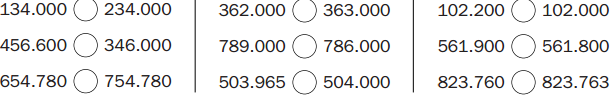 134.000 ◯ 234.000
456.600 ◯ 346.000
654.780 ◯ 754.780
362.000 ◯ 363.000
789.000 ◯ 786.000
503.965 ◯ 504.000
102.200 ◯ 102.000
561.900 ◯ 561.800
823.760 ◯ 823.763